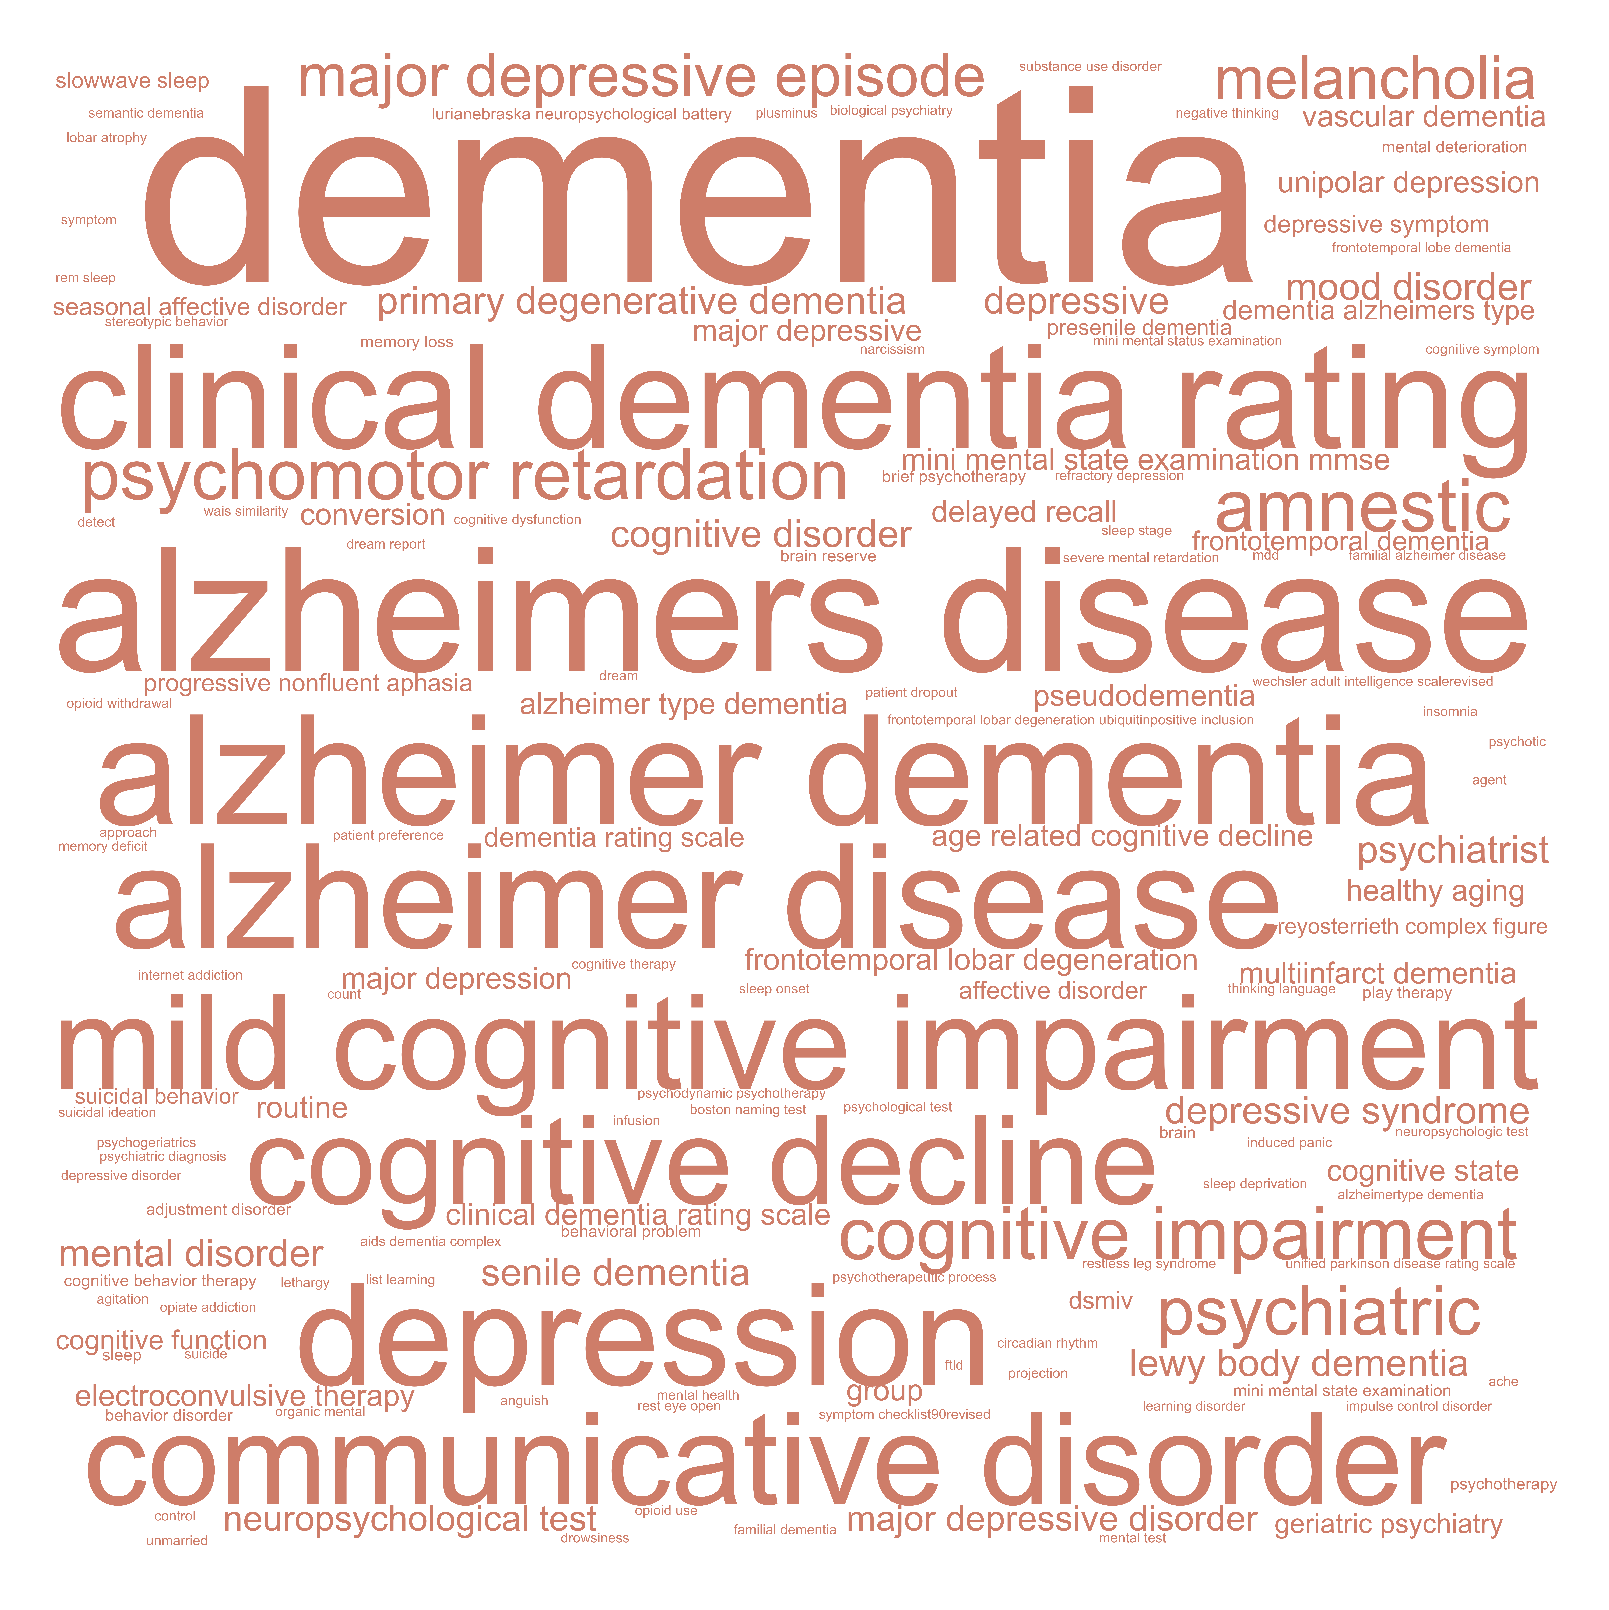 major depressive episode
substance use disorder
melancholia
slowwave sleep
semantic dementia
lurianebraska neuropsychological battery
plusminus
biological psychiatry
negative thinking
vascular dementia
lobar atrophy
mental deterioration
dementia
unipolar depression
symptom
depressive symptom
frontotemporal lobe dementia
rem sleep
mood disorder
seasonal affective disorder
primary degenerative dementia
depressive
dementia alzheimers type
stereotypic behavior
major depressive
presenile dementia
memory loss
narcissism
mini mental status examination
cognitive symptom
clinical dementia rating
psychomotor retardation
mini mental state examination mmse
brief psychotherapy
refractory depression
amnestic
detect
wais similarity
conversion
cognitive dysfunction
delayed recall
cognitive disorder
sleep stage
dream report
frontotemporal dementia
brain reserve
severe mental retardation
mdd
familial alzheimer disease
alzheimers disease
progressive nonfluent aphasia
dream
wechsler adult intelligence scalerevised
opioid withdrawal
alzheimer type dementia
patient dropout
pseudodementia
insomnia
frontotemporal lobar degeneration ubiquitinpositive inclusion
psychotic
alzheimer dementia
agent
approach
patient preference
dementia rating scale
age related cognitive decline
memory deficit
psychiatrist
alzheimer disease
healthy aging
reyosterrieth complex figure
internet addiction
major depression
cognitive therapy
frontotemporal lobar degeneration
multiinfarct dementia
count
sleep onset
affective disorder
thinking language
play therapy
mild cognitive impairment
suicidal behavior
psychodynamic psychotherapy
suicidal ideation
routine
boston naming test
psychological test
depressive syndrome
infusion
brain
neuropsychologic test
psychogeriatrics
induced panic
psychiatric diagnosis
cognitive decline
depressive disorder
cognitive state
sleep deprivation
alzheimertype dementia
adjustment disorder
clinical dementia rating scale
behavioral problem
cognitive impairment
aids dementia complex
mental disorder
restless leg syndrome
unified parkinson disease rating scale
cognitive behavior therapy
lethargy
list learning
senile dementia
psychotherapeutic process
agitation
opiate addiction
dsmiv
psychiatric
depression
cognitive function
sleep
suicide
circadian rhythm
ftld
projection
lewy body dementia
ache
electroconvulsive therapy
anguish
mental health
group
mini mental state examination
behavior disorder
organic mental
rest eye open
symptom checklist90revised
learning disorder
impulse control disorder
communicative disorder
psychotherapy
control
neuropsychological test
opioid use
major depressive disorder
geriatric psychiatry
unmarried
drowsiness
familial dementia
mental test